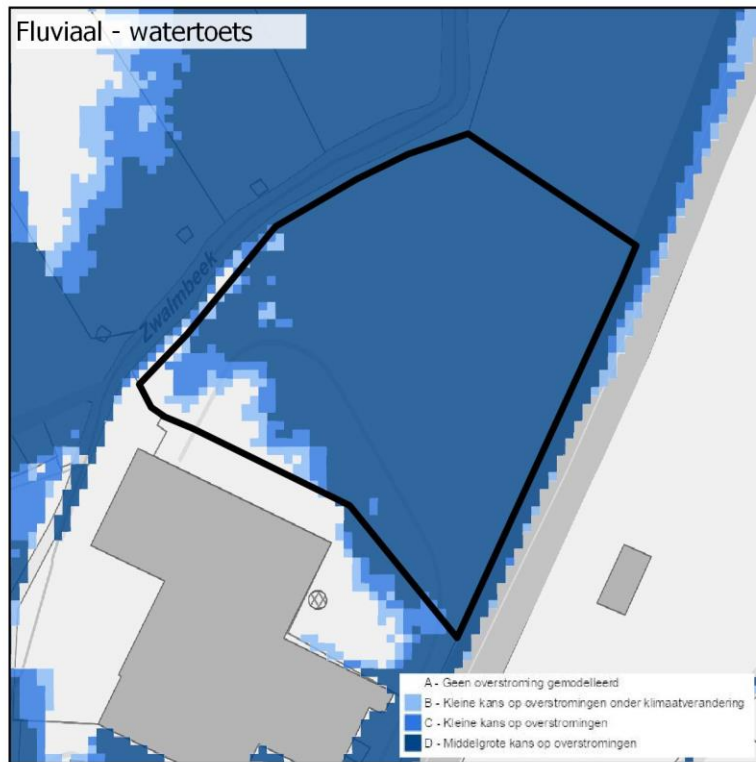 Fluviaal - watertoets
Zwalmbeek
A - Geen overstroming gemodelleerd
B - Kleine kans op overstromingen onder klimaatverandering
C - Kleine kans op overstromingen
D - Middelgrote kans op overstromingen